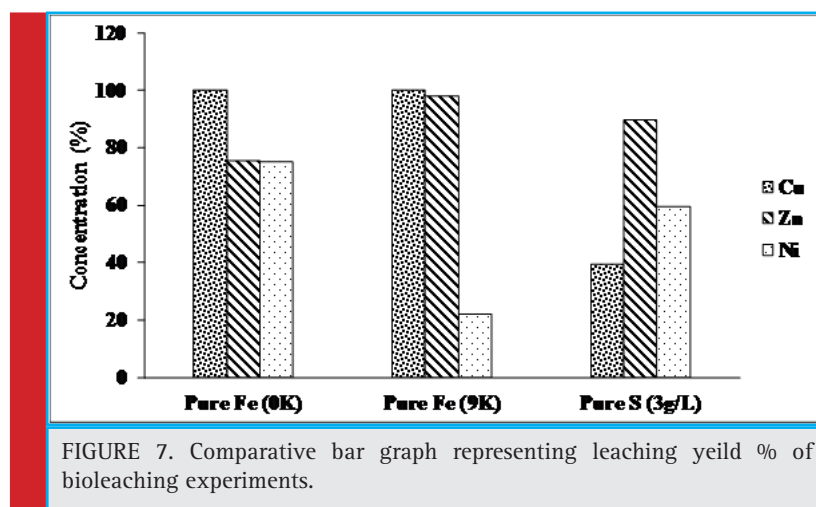 120
100
80
60
40
20
0
Concentration (%)
Pure Fe (0K) Pure Fe (9K) Pure S (3g/L)
Cu
Zn
Ni
FIGURE 7. Comparative bar graph representing leaching yeild % of
bioleaching experiments.